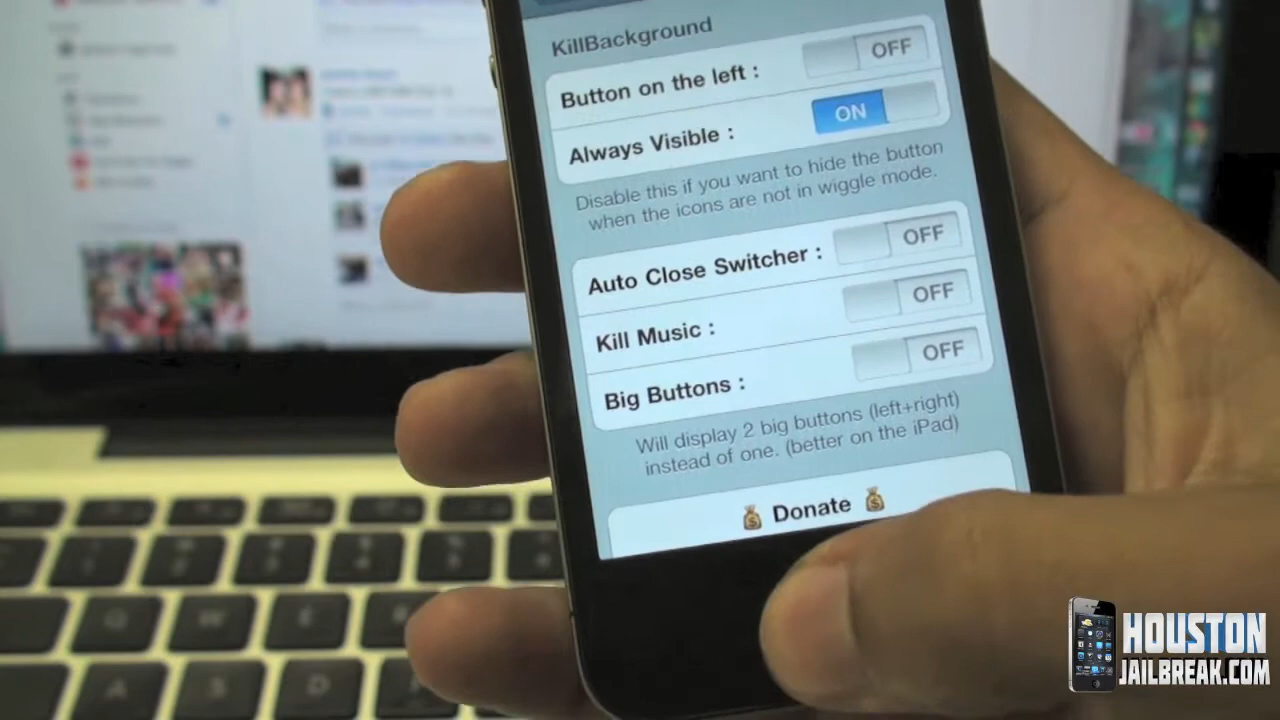 KillBackground
Button on the left :
OFF
Always Visible :
ON
Disable this if you want to hide the button
when the icons are not in wiggle mode.
Auto Close Switcher :
OFF
Kill Music :
OFF
Big Buttons :
OFF
Will display 2 big buttons (left+right)
instead of one. (better on the iPad)
Donate
Q
W
E
A
S
D
HOUSTON
JAILBREAK.COM